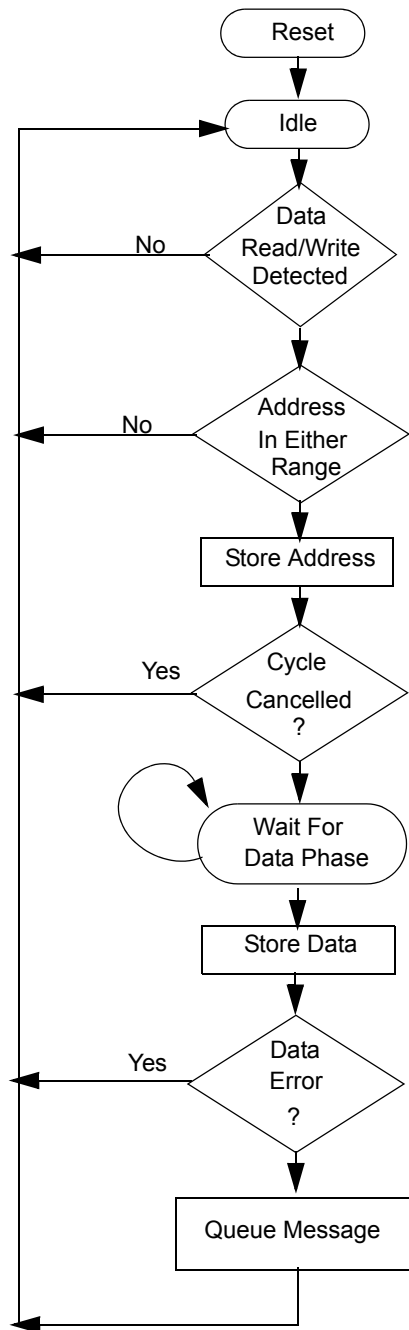 Reset
Idle
Data
Read/Write
Detected
No
Address
In Either
Range
No
Store Address
Cycle
Cancelled
?
Yes
Wait For
Data Phase
Store Data
Data
Error
?
Yes
Queue Message